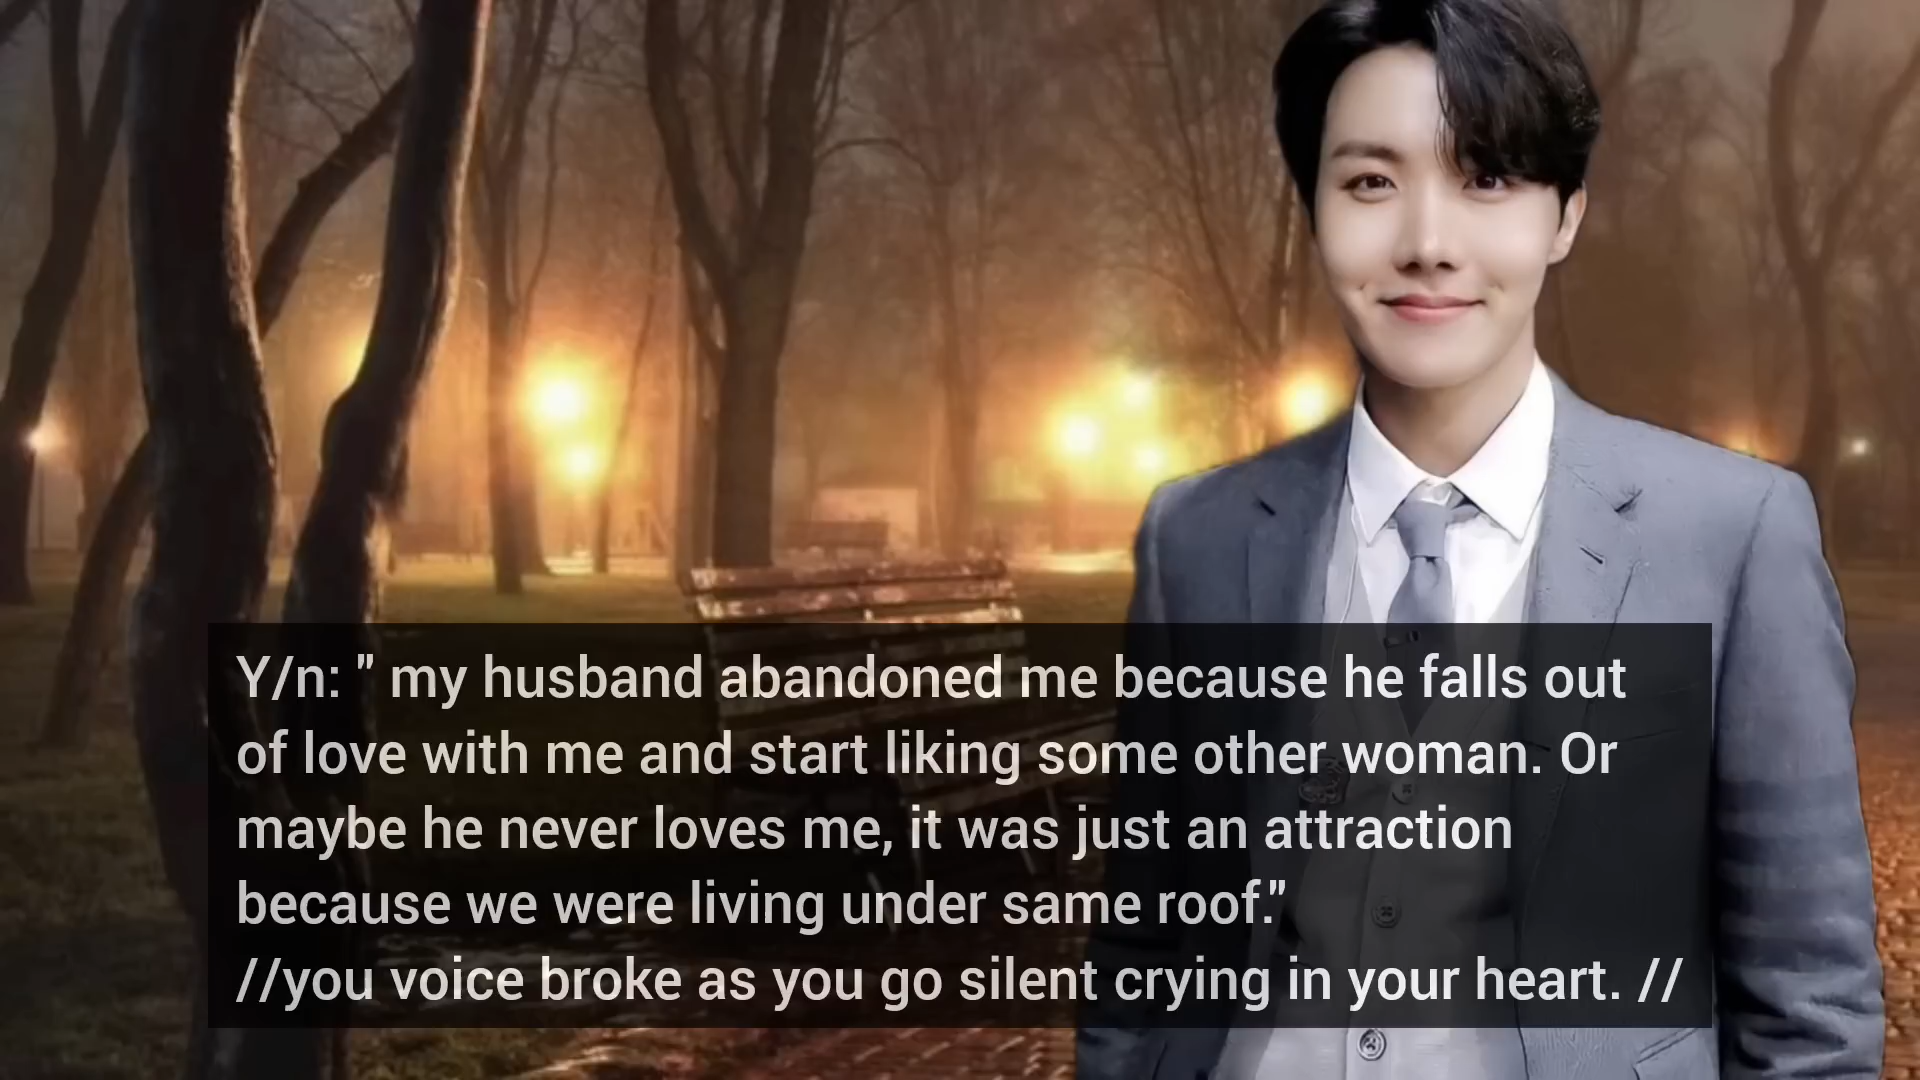 Y/n: " my husband abandoned me because he falls out
of love with me and start liking some other woman. Or
maybe he never loves me, it was just an attraction
because we were living under same roof."
//you voice broke as you go silent crying in your heart. //